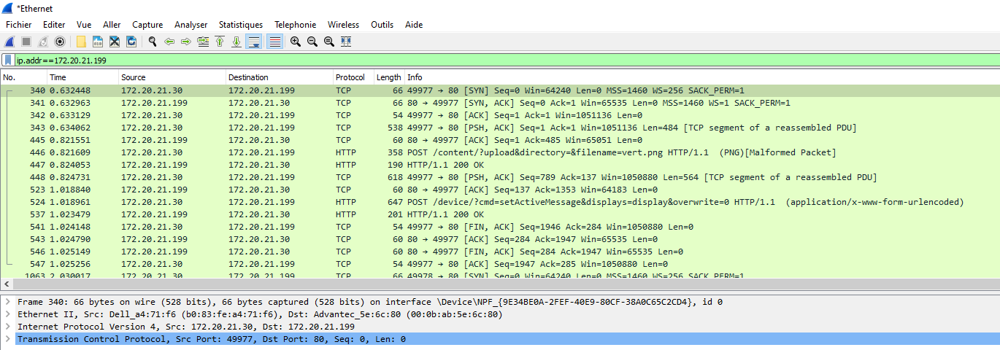 *Ethernet
Fichier Editer Vue Aller Capture Analyser Statistiques Telephonie Wireless Outils Aide
ip.addr==172.20.21.199
No. Time Source Destination Protocol Length Info
340 0.632448 172.20.21.30 172.20.21.199 TCP 66 49977 → 80 [SYN] Seq=0 Win=64240 Len=0 MSS=1460 WS=256 SACK_PERM=1
341 0.632963 172.20.21.199 172.20.21.30 TCP 66 80 → 49977 [SYN, ACK] Seq=0 Ack=1 Win=65535 Len=0 MSS=1460 WS=1 SACK_PERM=1
342 0.633129 172.20.21.30 172.20.21.199 TCP 54 49977 → 80 [ACK] Seq=1 Ack=1 Win=1051136 Len=0
343 0.634062 172.20.21.30 172.20.21.199 TCP 538 49977 → 80 [PSH, ACK] Seq=1 Ack=1 Win=1051136 Len=484 [TCP segment of a reassembled PDU]
445 0.821551 172.20.21.199 172.20.21.30 TCP 60 80 → 49977 [ACK] Seq=1 Ack=485 Win=65051 Len=0
446 0.821609 172.20.21.30 172.20.21.199 HTTP 358 POST /content/?upload&directory=&filename=vert.png HTTP/1.1 (PNG)[Malformed Packet]
447 0.824053 172.20.21.199 172.20.21.30 HTTP 190 HTTP/1.1 200 OK
448 0.824731 172.20.21.30 172.20.21.199 TCP 618 49977 → 80 [PSH, ACK] Seq=789 Ack=137 Win=1050880 Len=564 [TCP segment of a reassembled PDU]
523 1.018840 172.20.21.199 172.20.21.30 TCP 60 80 → 49977 [ACK] Seq=137 Ack=1353 Win=64183 Len=0
524 1.018961 172.20.21.30 172.20.21.199 HTTP 647 POST /device/?cmd=setActiveMessage&displays=display&overwrite=0 HTTP/1.1 (application/x-www-form-urlencoded)
537 1.023479 172.20.21.199 172.20.21.30 HTTP 201 HTTP/1.1 200 OK
541 1.024148 172.20.21.30 172.20.21.199 TCP 54 49977 → 80 [FIN, ACK] Seq=1946 Ack=284 Win=1050880 Len=0
543 1.024790 172.20.21.199 172.20.21.30 TCP 60 80 → 49977 [ACK] Seq=284 Ack=1947 Win=65535 Len=0
546 1.025149 172.20.21.199 172.20.21.30 TCP 60 80 → 49977 [FIN, ACK] Seq=284 Ack=1947 Win=65535 Len=0
547 1.025256 172.20.21.30 172.20.21.199 TCP 54 49977 → 80 [ACK] Seq=1947 Ack=285 Win=1050880 Len=0
1063 2.030017 172.20.21.30 172.20.21.199 TCP 66 49978 → 80 [SYN] Seq=0 Win=64240 Len=0 MSS=1460 WS=256 SACK_PERM=1
Frame 340: 66 bytes on wire (528 bits), 66 bytes captured (528 bits) on interface \Device\NPF_{9E34BE0A-2FEF-40E9-80CF-38A0C65C2CD4}, id 0
Ethernet II, Src: Dell_a4:71:f6 (b0:83:fe:a4:71:f6), Dst: Advantec_5e:6c:80 (00:0b:ab:5e:6c:80)
Internet Protocol Version 4, Src: 172.20.21.30, Dst: 172.20.21.199
Transmission Control Protocol, Src Port: 49977, Dst Port: 80, Seq: 0, Len: 0